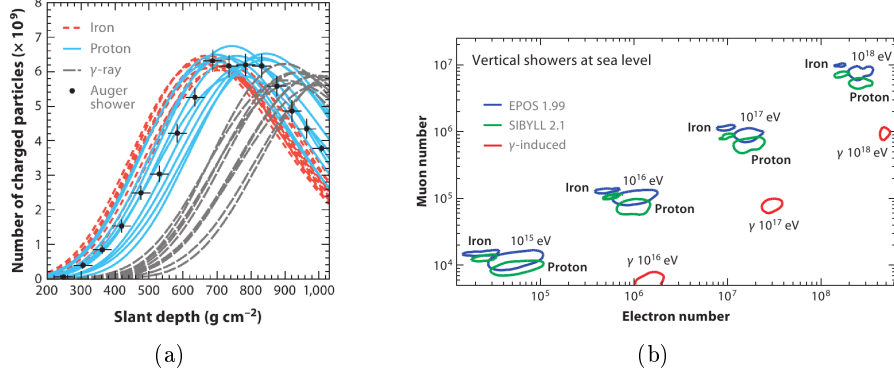 Number of charged particles (× 10⁹)
8
7
6
5
4
3
2
1
0
Iron
Proton
γ-ray
Auger
shower
200 300 400 500 600 700 800 900 1,000
Slant depth (g cm⁻²)
(a)
Muon number
10⁷
10⁶
10⁵
10⁴
Vertical showers at sea level
EPOS 1.99
SIBYLL 2.1
γ-induced
Iron
10¹⁸ eV
Proton
Iron
10¹⁷ eV
Proton
γ 10¹⁸ eV
Iron
10¹⁶ eV
Proton
γ 10¹⁷ eV
Iron
10¹⁵ eV
Proton
γ 10¹⁶ eV
10⁵ 10⁶ 10⁷ 10⁸
Electron number
(b)